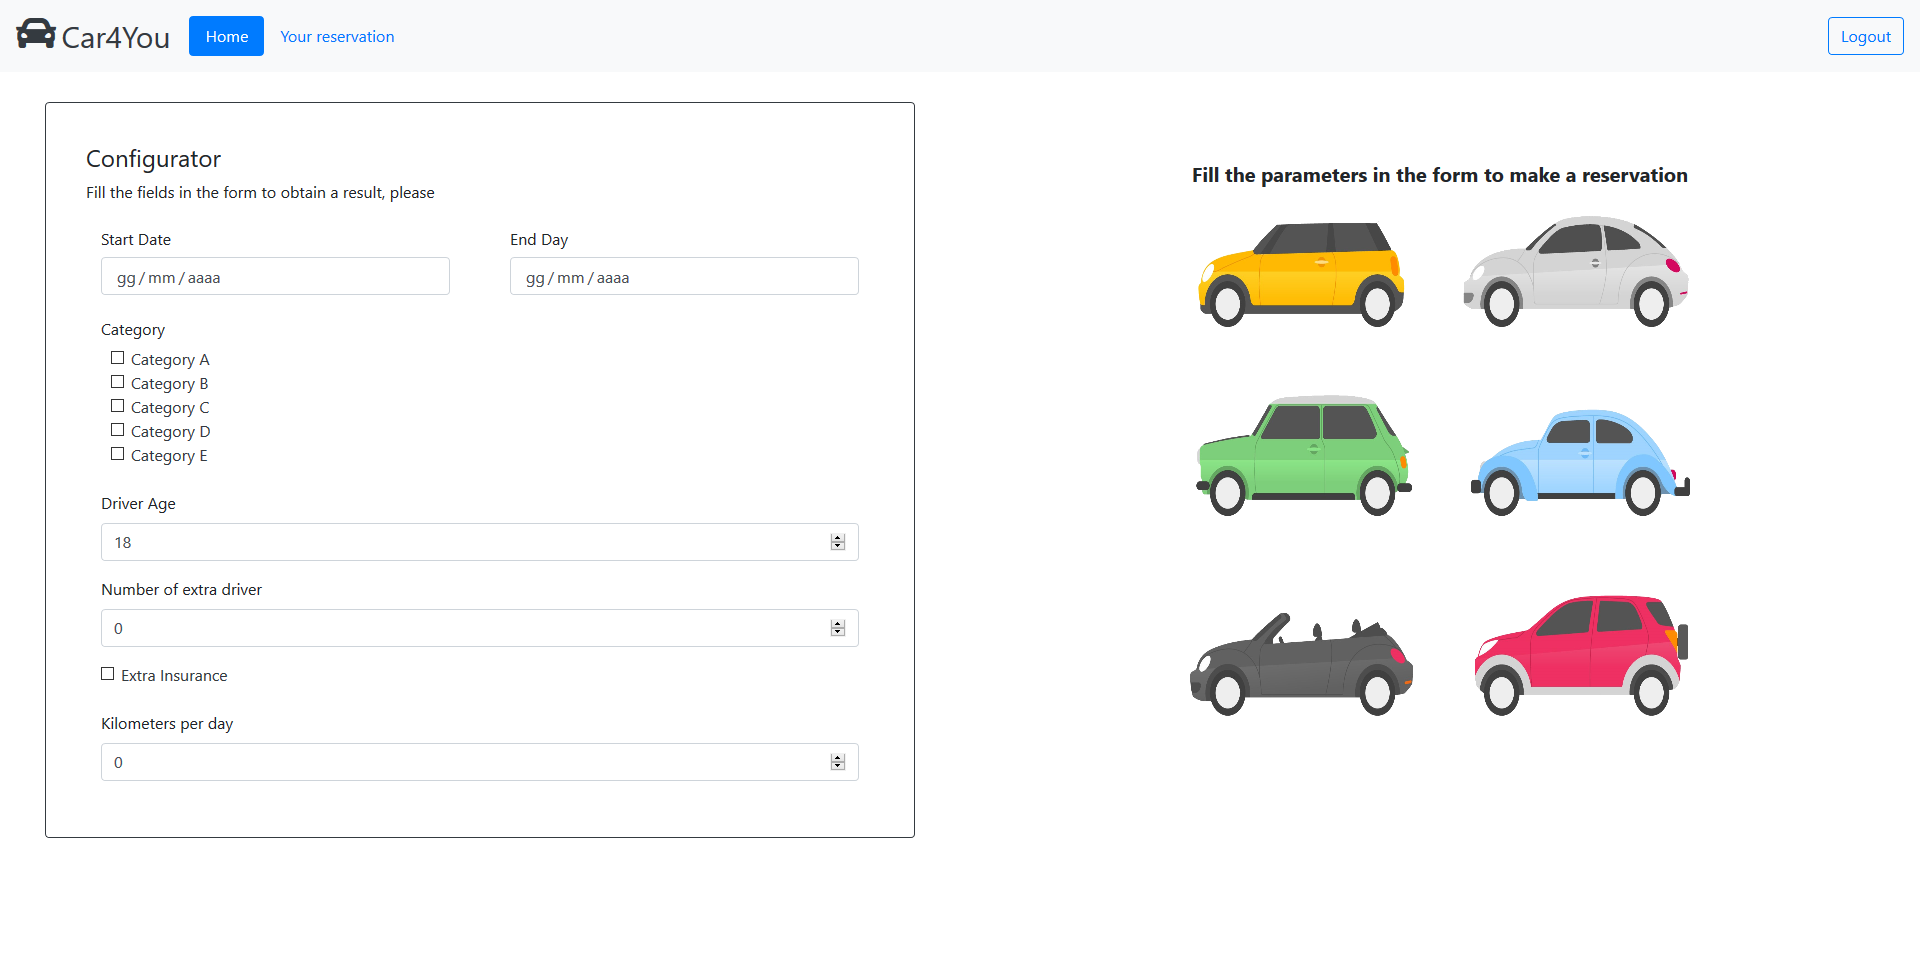 Car4You
Home
Your reservation
Logout
Configurator
Fill the fields in the form to obtain a result, please
Start Date
End Day
gg / mm / aaaa
gg / mm / aaaa
Category
Category A
Category B
Category C
Category D
Category E
Driver Age
18
Number of extra driver
0
Extra Insurance
Kilometers per day
0
Fill the parameters in the form to make a reservation